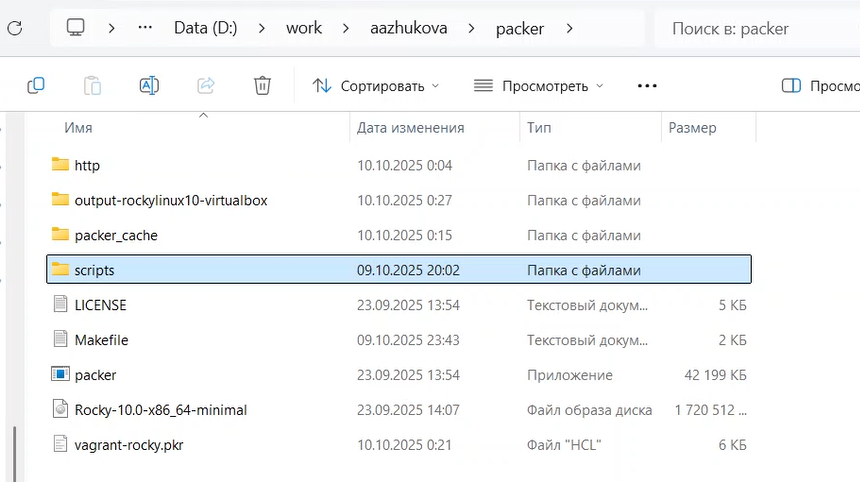 ··· Data (D:) > work > aazhukova > packer > Поиск в: packer
Сортировать Просмотреть ··· Просмо
Имя Дата изменения Тип Размер
http 10.10.2025 0:04 Папка с файлами
output-rockylinux10-virtualbox 10.10.2025 0:27 Папка с файлами
packer_cache 10.10.2025 0:15 Папка с файлами
scripts 09.10.2025 20:02 Папка с файлами
LICENSE 23.09.2025 13:54 Текстовый докум... 5 КБ
Makefile 09.10.2025 23:43 Текстовый докум... 2 КБ
packer 23.09.2025 13:54 Приложение 42 199 КБ
Rocky-10.0-x86_64-minimal 23.09.2025 14:07 Файл образа диска 1 720 512 ...
vagrant-rocky.pkr 10.10.2025 0:21 Файл "HCL" 6 КБ